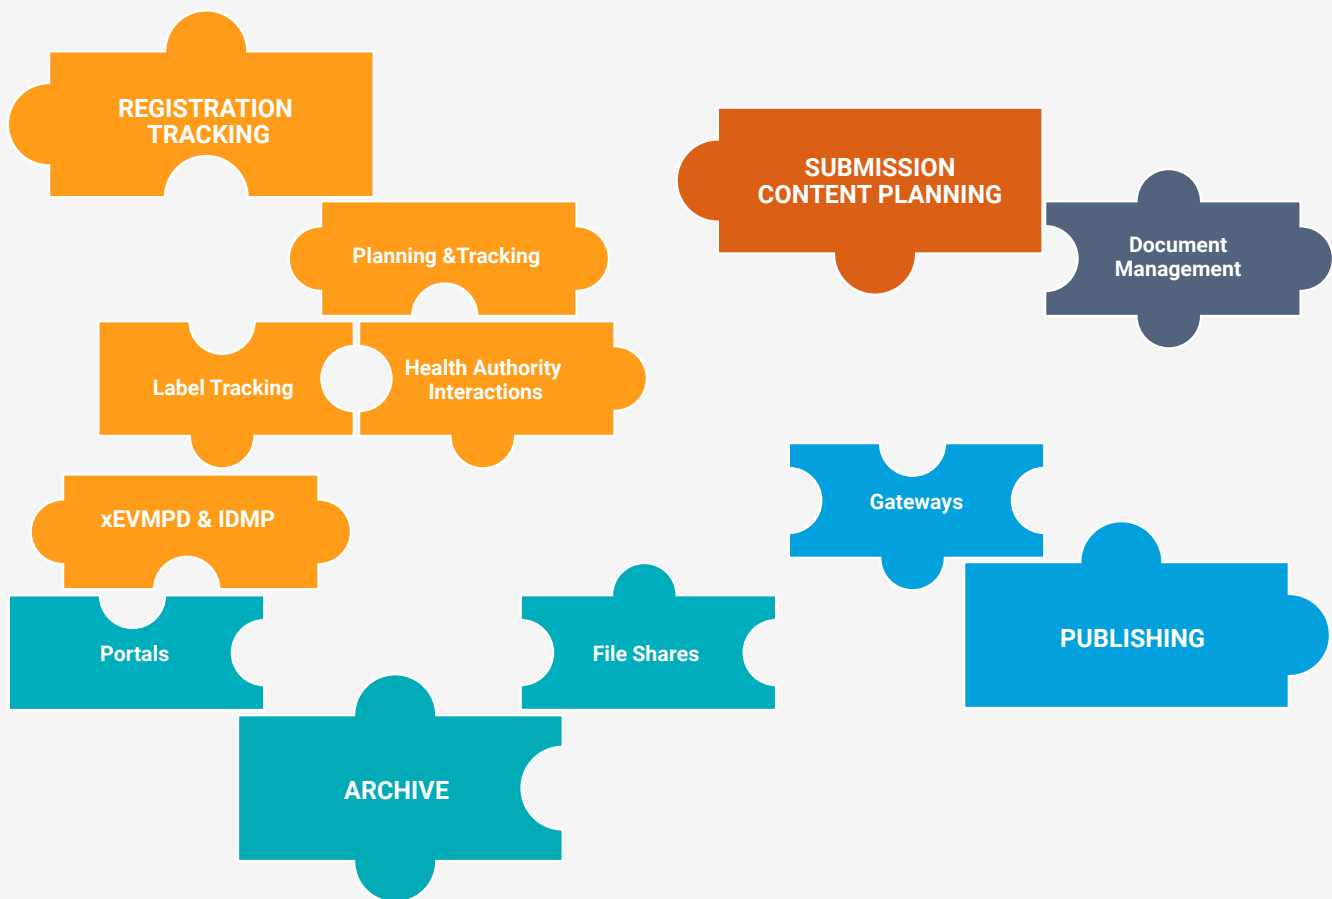 REGISTRATION
TRACKING
SUBMISSION
CONTENT PLANNING
Planning &Tracking
Document
Management
Label Tracking
Health Authority
Interactions
xEVMPD & IDMP
Gateways
Portals
File Shares
PUBLISHING
ARCHIVE